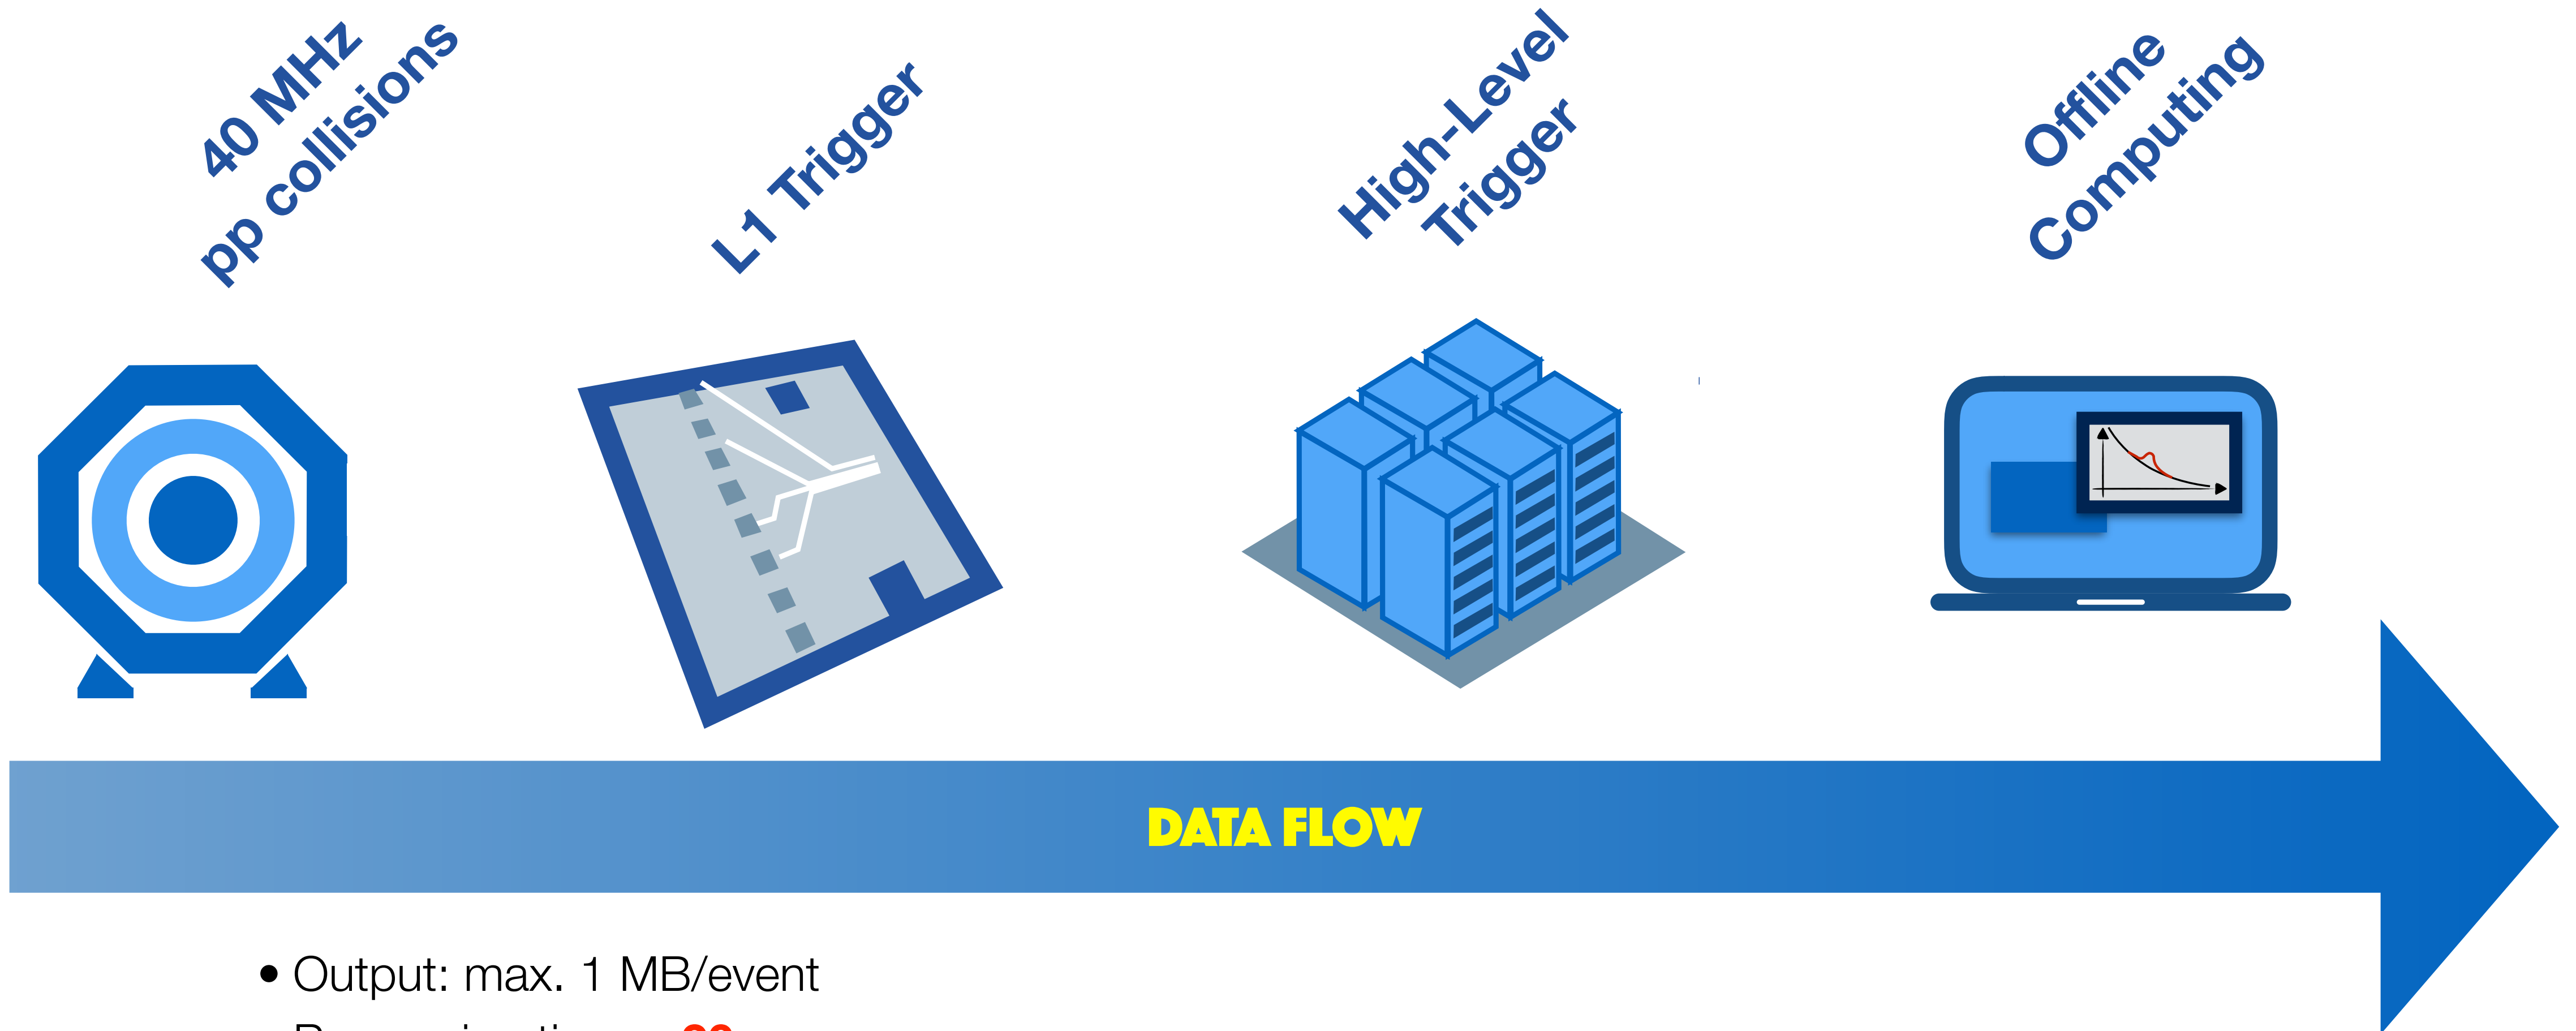 40 MHz
pp collisions
L1 Trigger
High-Level
Trigger
Offline
Computing
DATA FLOW
• Output: max. 1 MB/event